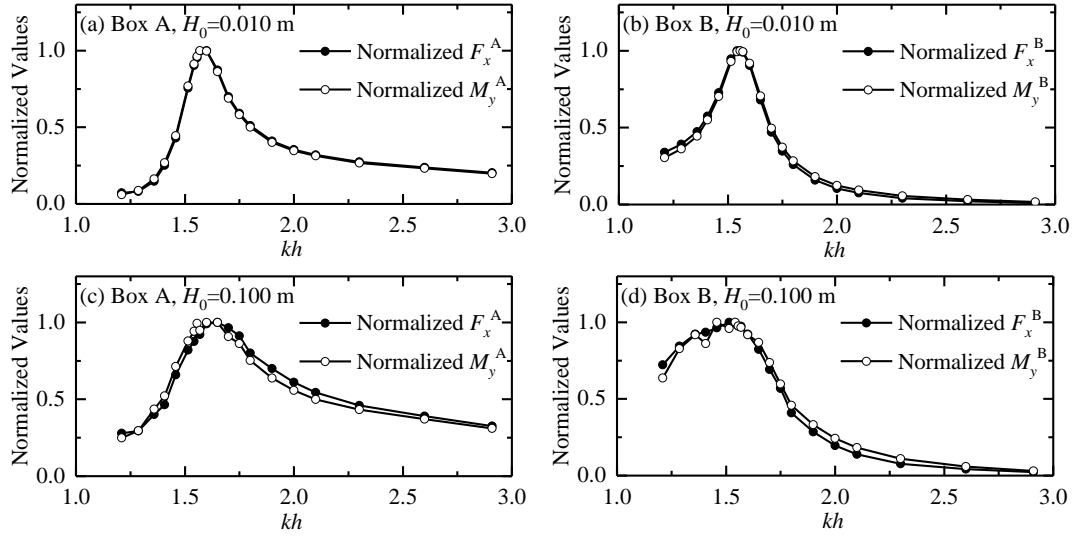 (a) Box A, H₀=0.010 m
Normalized Fₓᴬ
Normalized M_yᴬ
Normalized Values
1.0
0.5
0.0
1.0 1.5 2.0 2.5 3.0
kh
(b) Box B, H₀=0.010 m
Normalized Fₓᴮ
Normalized M_yᴮ
Normalized Values
1.0
0.5
0.0
1.0 1.5 2.0 2.5 3.0
kh
(c) Box A, H₀=0.100 m
Normalized Fₓᴬ
Normalized M_yᴬ
Normalized Values
1.0
0.5
0.0
1.0 1.5 2.0 2.5 3.0
kh
(d) Box B, H₀=0.100 m
Normalized Fₓᴮ
Normalized M_yᴮ
Normalized Values
1.0
0.5
0.0
1.0 1.5 2.0 2.5 3.0
kh